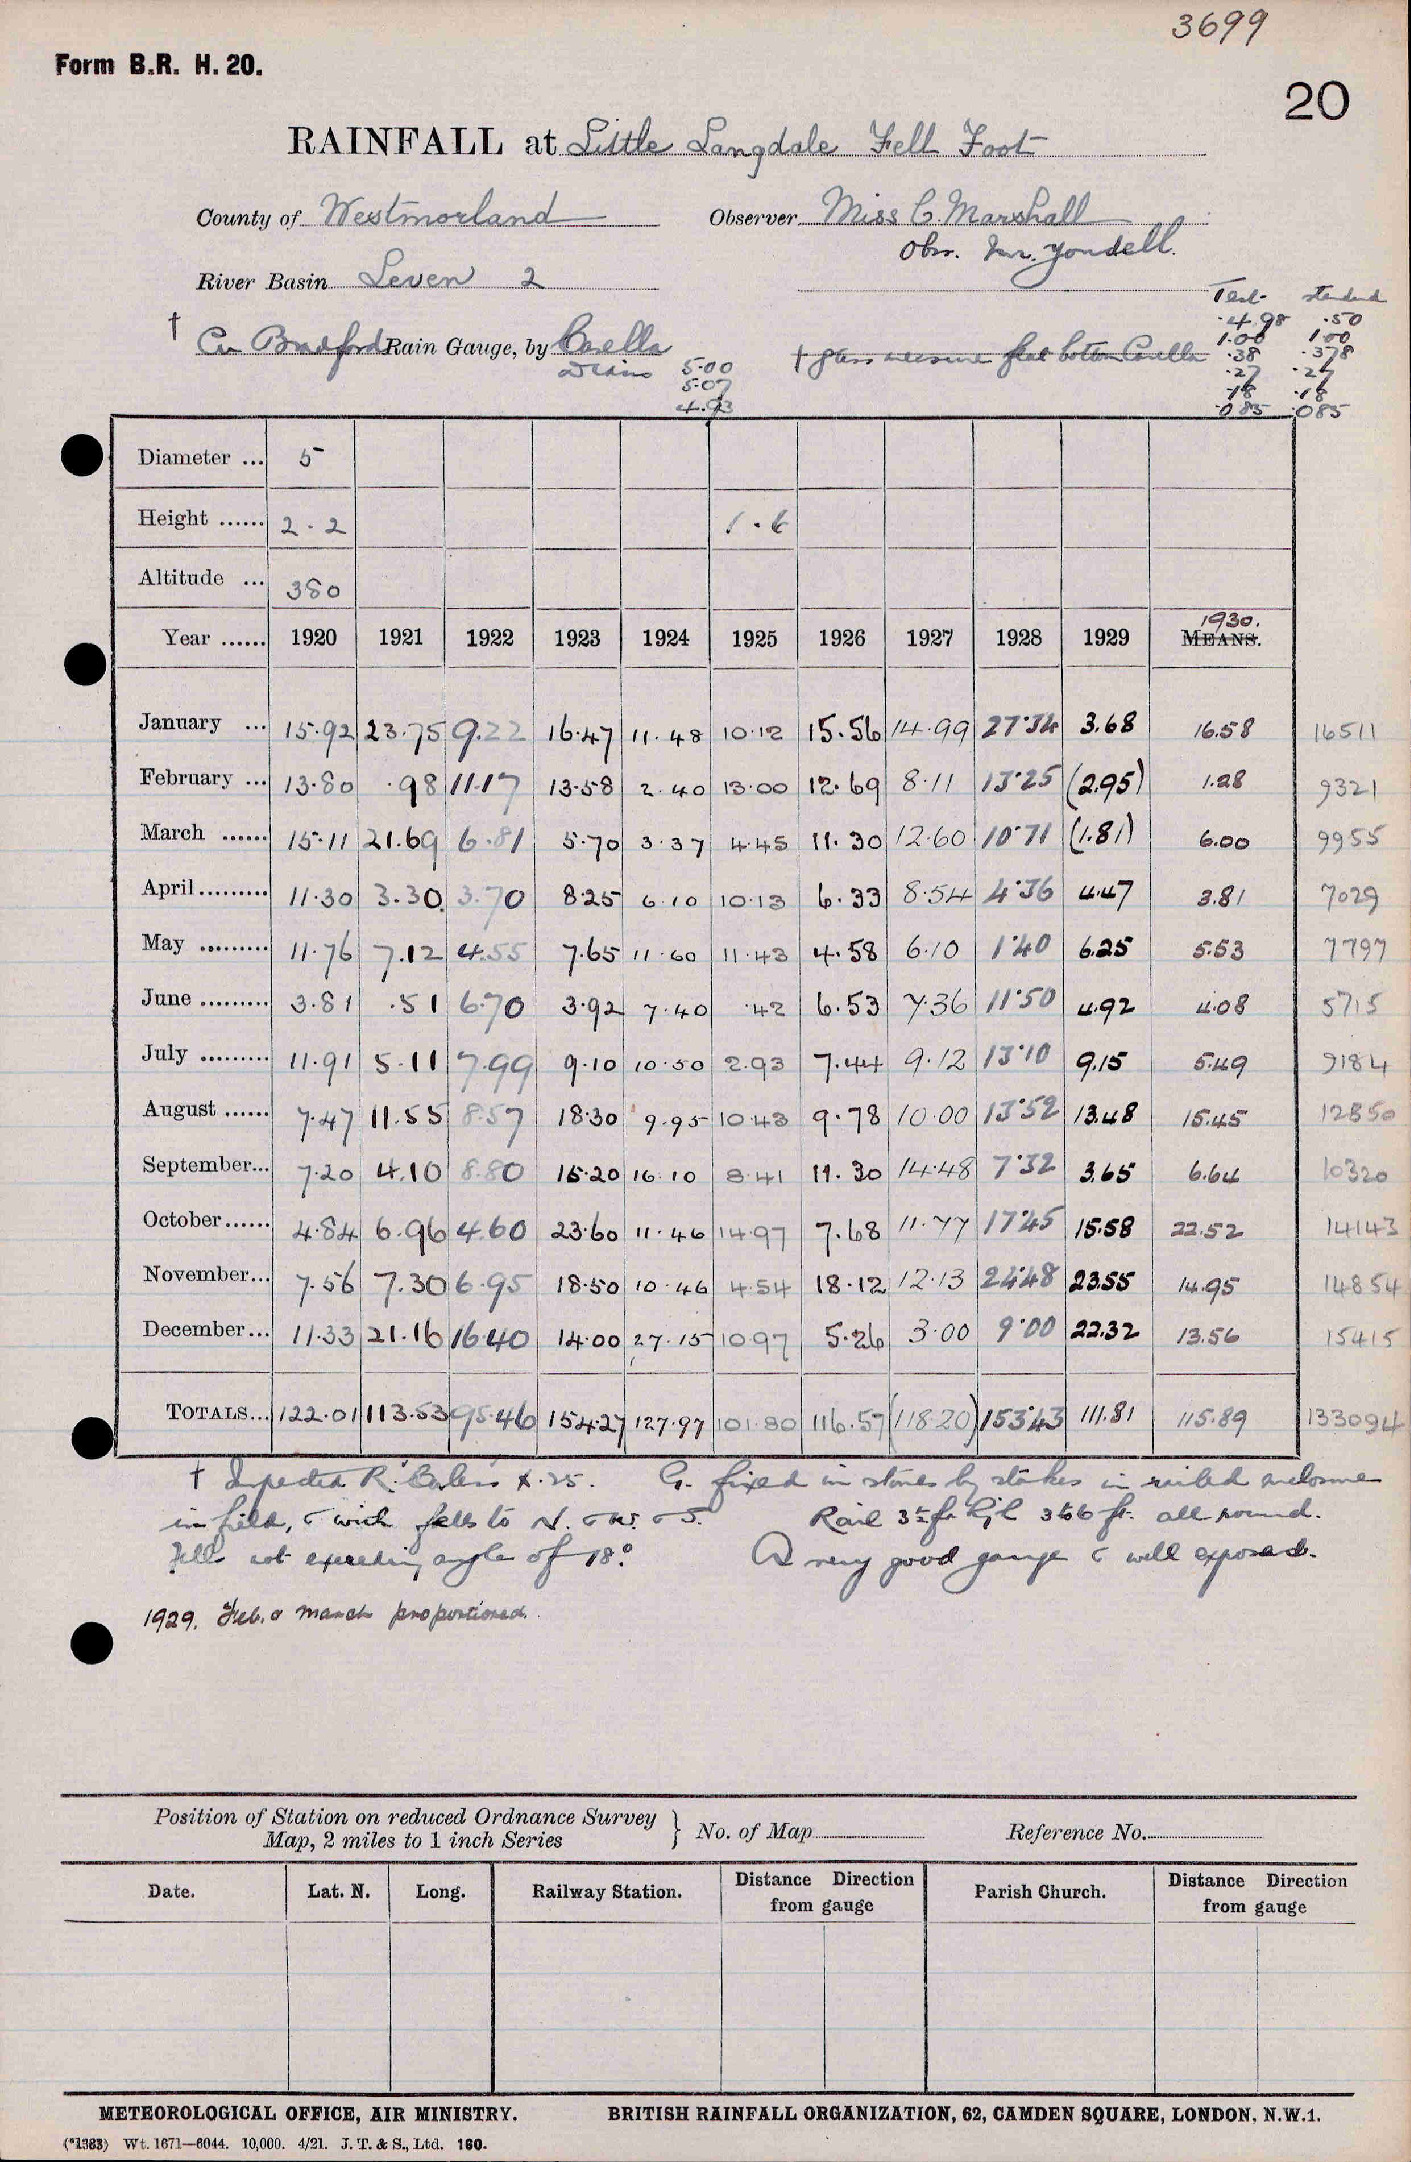 3699
Form B.R. H. 20.
20
RAINFALL at Little Langdale Fell Foot
County of Westmorland Observer Miss C. Marshall
Obsr. Mr. Youdell.
River Basin Leven 2
Test standard
.498 .50
1.00 1.00
.38 .378
.27 .27
.18 .18
.085 .085
† Cu Bradford Rain Gauge, by Casella † glass measure flat bottom Casella
Diams 5.00
5.07
4.93
Diameter ... 5
Height ...... 2.2 1.6
Altitude ... 380
1930.
Year ...... 1920 1921 1922 1923 1924 1925 1926 1927 1928 1929 MEANS.
January ... 15.92 23.75 9.22 16.47 11.48 10.12 15.56 14.99 27.34 3.68 16.58 16511
February ... 13.80 .98 11.17 13.58 2.40 13.00 12.69 8.11 13.25 (2.95) 1.28 9321
March ...... 15.11 21.69 6.81 5.70 3.37 4.45 11.30 12.60 10.71 (1.81) 6.00 9955
April ......... 11.30 3.30 3.70 8.25 6.10 10.13 6.33 8.54 4.36 4.47 3.81 7029
May ......... 11.76 7.12 4.55 7.65 11.60 11.43 4.58 6.10 1.40 6.25 5.53 7797
June ......... 3.81 .51 6.70 3.92 7.40 .42 6.53 7.36 11.50 4.92 4.08 5715
July ......... 11.91 5.11 7.99 9.10 10.50 2.93 7.44 9.12 13.10 9.15 5.49 9184
August ...... 7.47 11.55 8.57 18.30 9.95 10.43 9.78 10.00 13.52 13.48 15.45 12850
September... 7.20 4.10 8.80 15.20 16.10 8.41 11.30 14.48 7.32 3.65 6.64 10320
October...... 4.84 6.96 4.60 23.60 11.46 14.97 7.68 11.77 17.45 15.58 22.52 14143
November... 7.56 7.30 6.95 18.50 10.46 4.54 18.12 12.13 24.48 23.55 14.95 14854
December... 11.33 21.16 16.40 14.00 27.15 10.97 5.26 3.00 9.00 22.32 13.56 15415
TOTALS... 122.01 113.53 95.46 154.27 127.97 101.80 116.57 (118.20) 153.43 111.81 115.89 133094
† Inspected R. X.25. G. fixed in stones by stakes in railed enclosure
in field, with fells to N. S. Rail 3 ft. high 3 ft. all round.
Fells not exceeding angle of 18° A very good gauge & well exposed.
1929. Feb. & March proportioned.
Position of Station on reduced Ordnance Survey
Map, 2 miles to 1 inch Series } No. of Map Reference No.
Date. Lat. N. Long. Railway Station. Distance Direction from gauge Parish Church. Distance Direction from gauge
METEOROLOGICAL OFFICE, AIR MINISTRY. BRITISH RAINFALL ORGANIZATION, 62, CAMDEN SQUARE, LONDON, N.W.1.
(*1383) Wt. 1671—6044. 10,000. 4/21. J. T. & S., Ltd. 160.